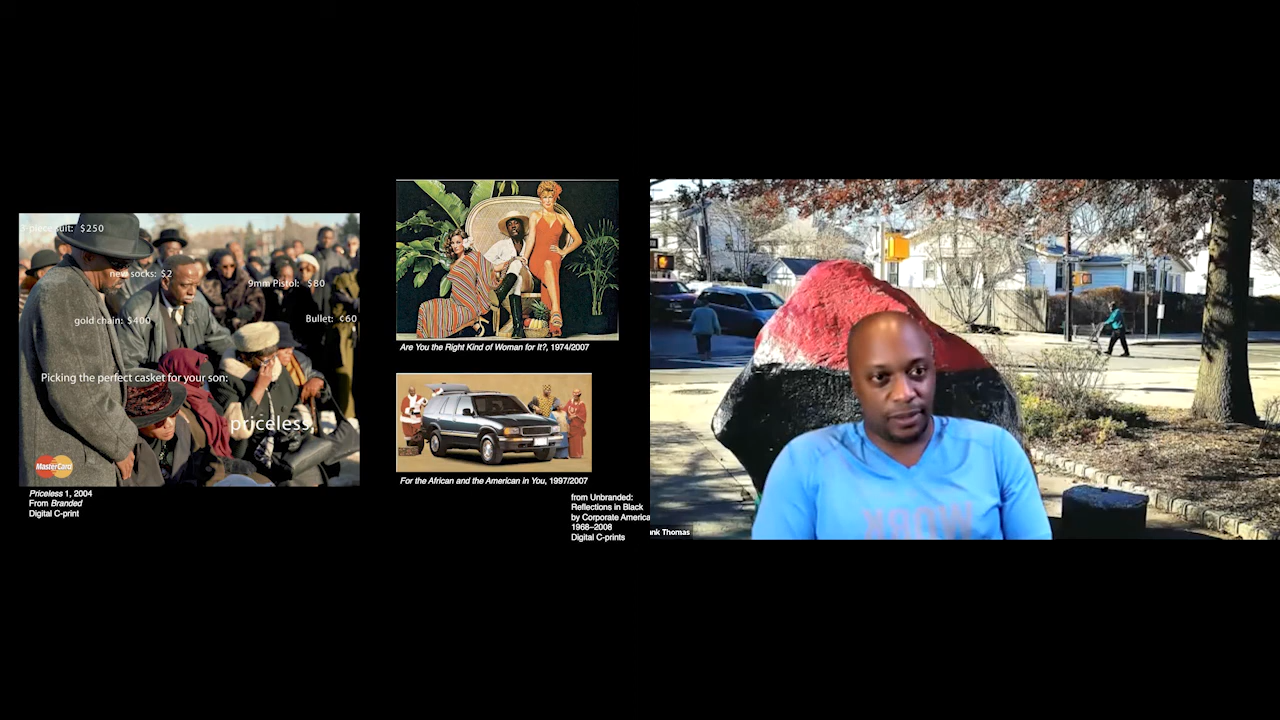 3 piece suit: $250
new socks: $2
9mm Pistol: $80
gold chain: $400
Bullet: ¢60
Picking the perfect casket for your son:
priceless.
MasterCard
Priceless 1, 2004
From Branded
Digital C-print
Are You the Right Kind of Woman for It?, 1974/2007
For the African and the American in You, 1997/2007
from Unbranded:
Reflections in Black
by Corporate America
1968–2008
Digital C-prints
WORK
ank Thomas